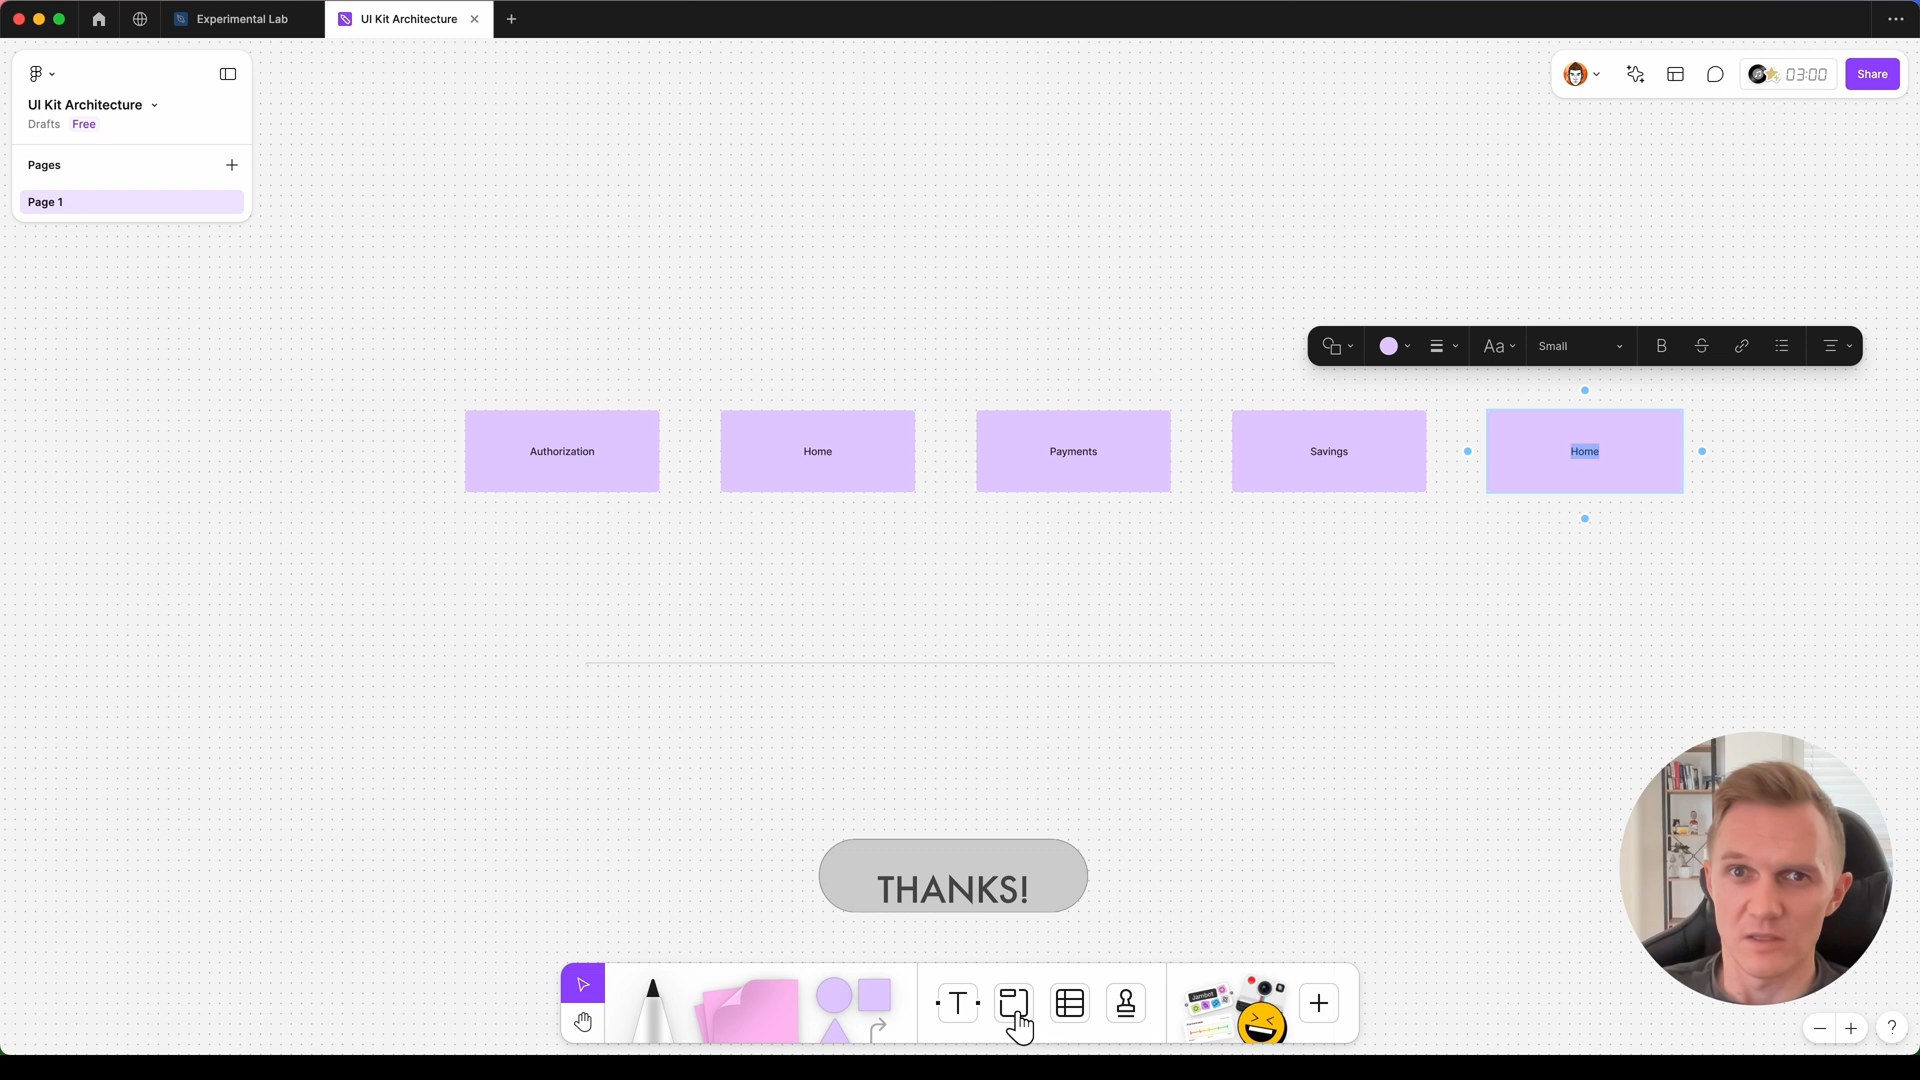 Experimental Lab
UI Kit Architecture
UI Kit Architecture
Drafts Free
03:00
Share
Pages
Page 1
Aa Small B S
Authorization
Home
Payments
Savings
Home
THANKS!
T
Jambot
?